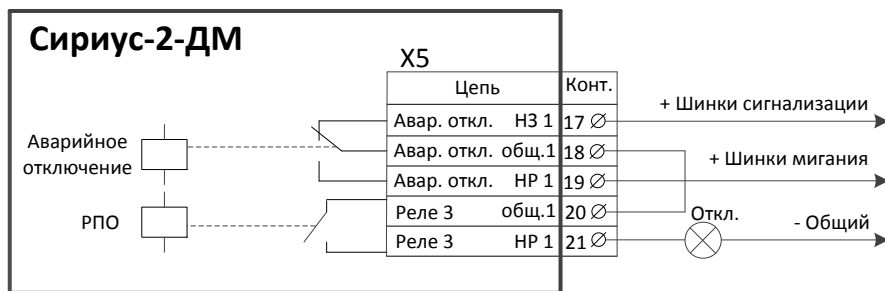 Сириус-2-ДМ
X5
Цепь Конт.
Авар. откл. НЗ 1 17 + Шинки сигнализации
Аварийное отключение
Авар. откл. общ.1 18
+ Шинки мигания
Авар. откл. НР 1 19
РПО
Реле 3 общ.1 20
Откл.
- Общий
Реле 3 НР 1 21